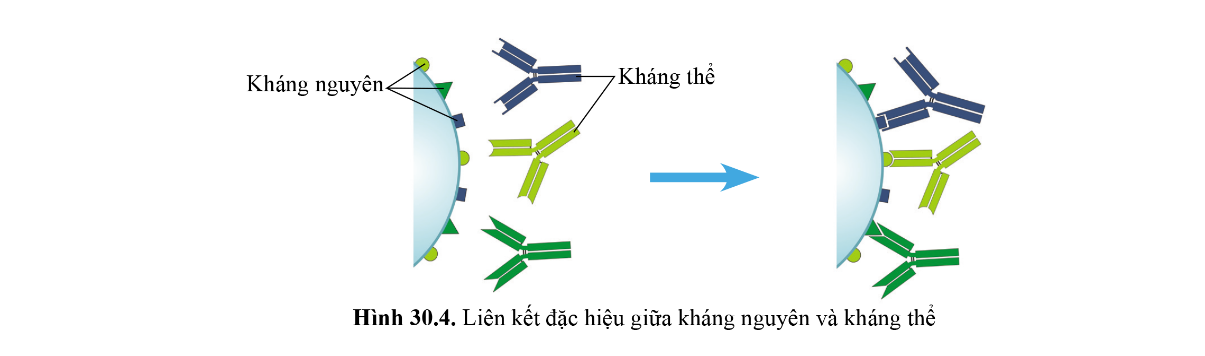 Kháng nguyên
Kháng thể
Hình 30.4. Liên kết đặc hiệu giữa kháng nguyên và kháng thể